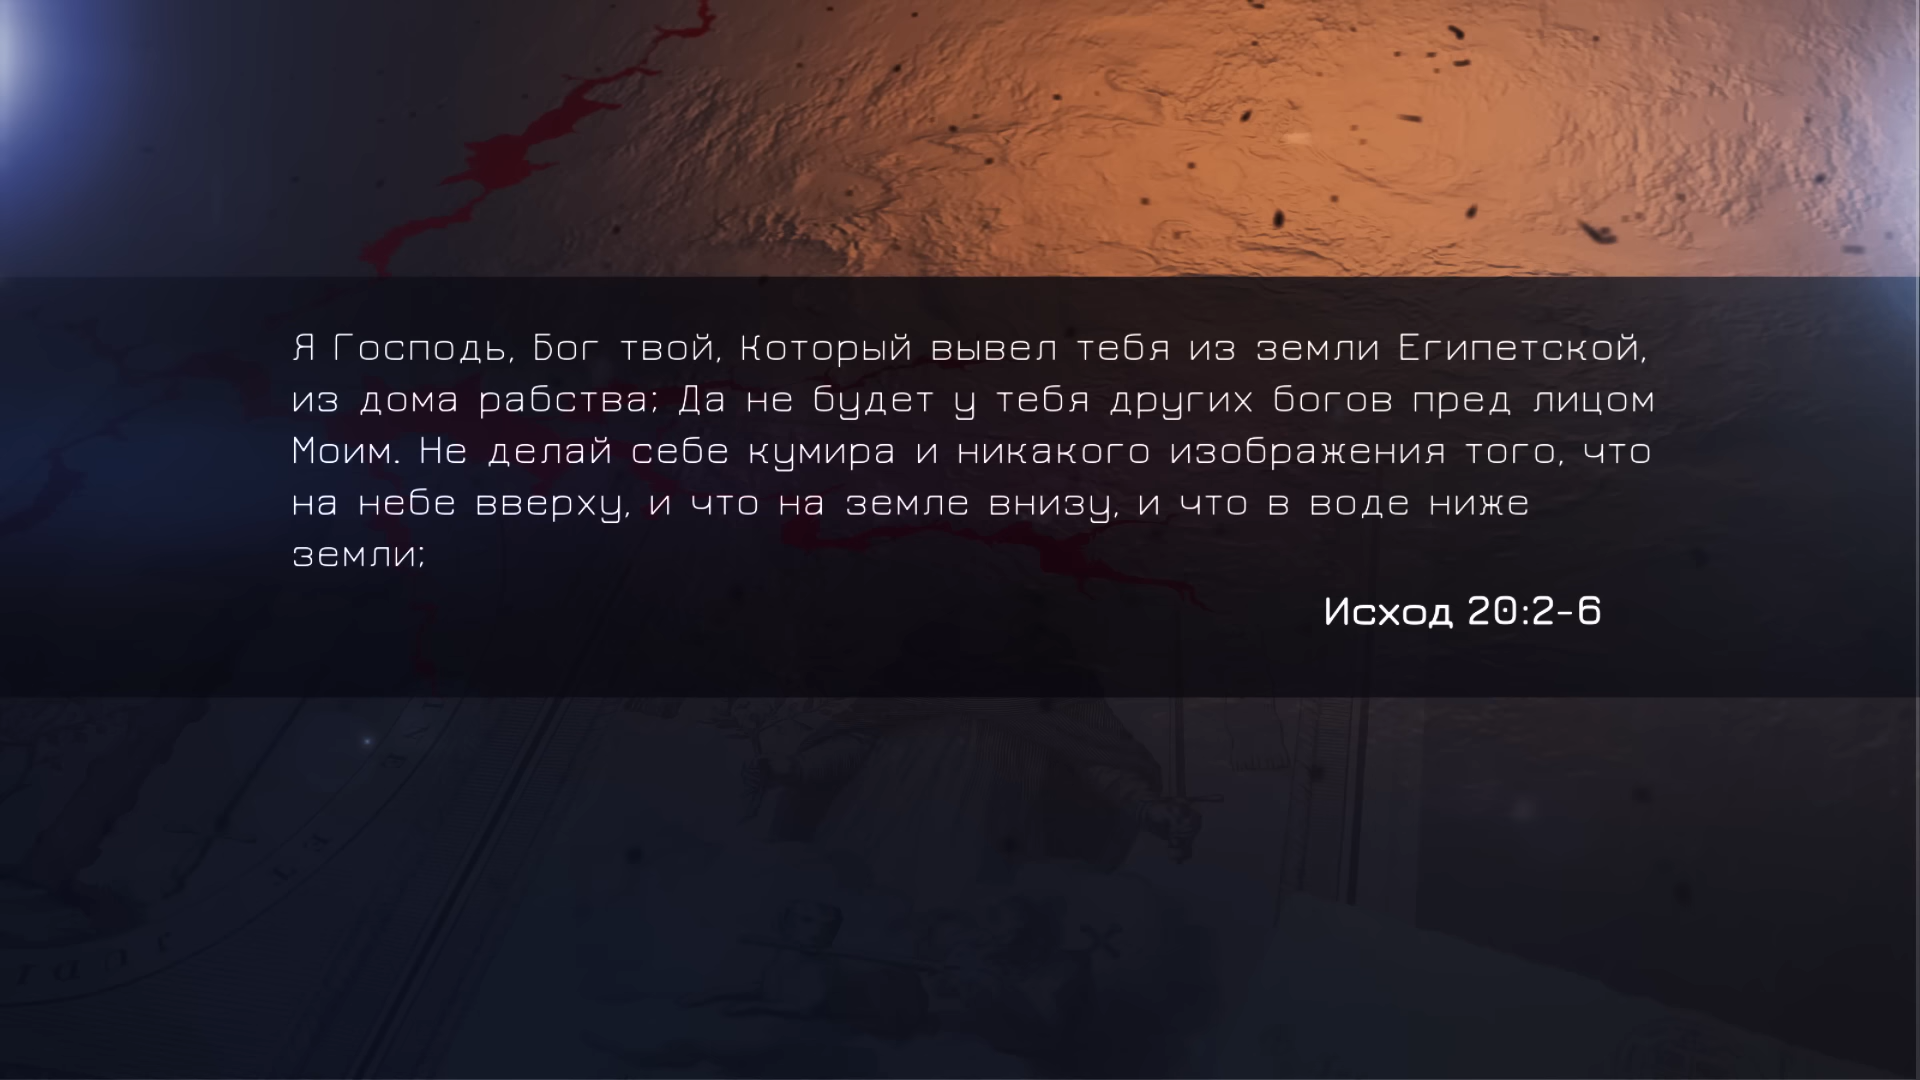 Я Господь, Бог твой, Который вывел тебя из земли Египетской,
из дома рабства; Да не будет у тебя других богов пред лицом
Моим. Не делай себе кумира и никакого изображения того, что
на небе вверху, и что на земле внизу, и что в воде ниже
земли;
Исход 20:2-6